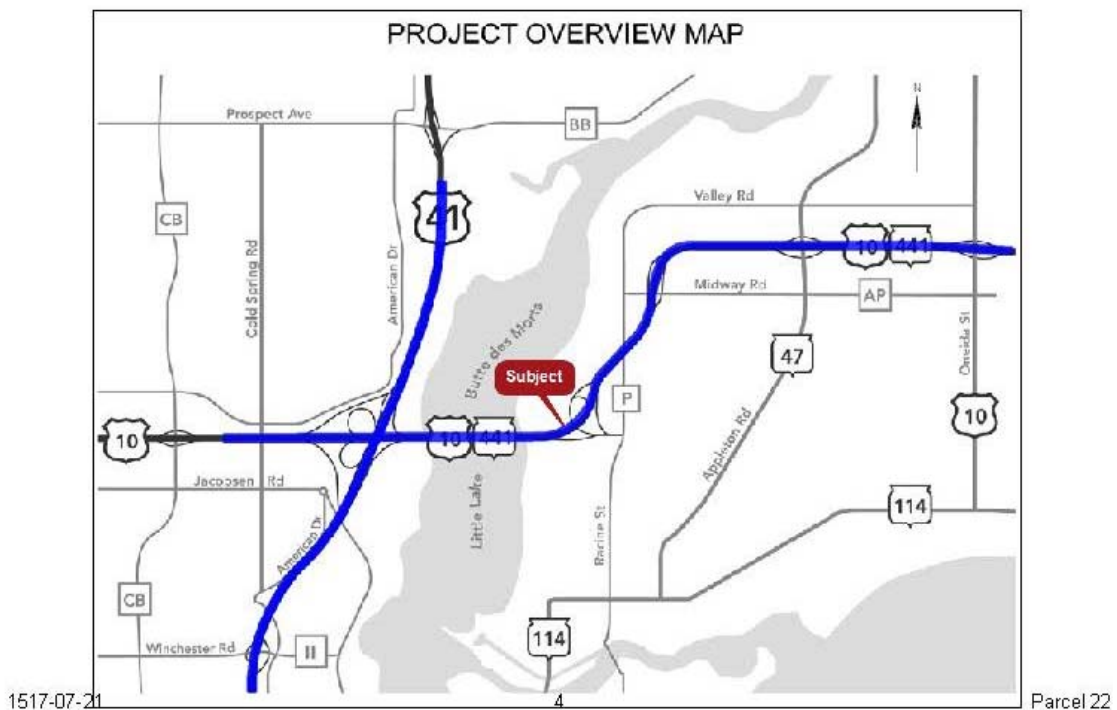 PROJECT OVERVIEW MAP
N
Prospect Ave
BB
Valley Rd
CB
41
Cold Spring Rd
American Dr
10
441
Midway Rd
AP
Butte des Morts
Oneida St
47
Subject
P
10
10
10
441
Appleton Rd
Jacobsen Rd
Little Lake
114
Racine St
American Dr
CB
114
Winchester Rd
II
1517-07-21
4
Parcel 22